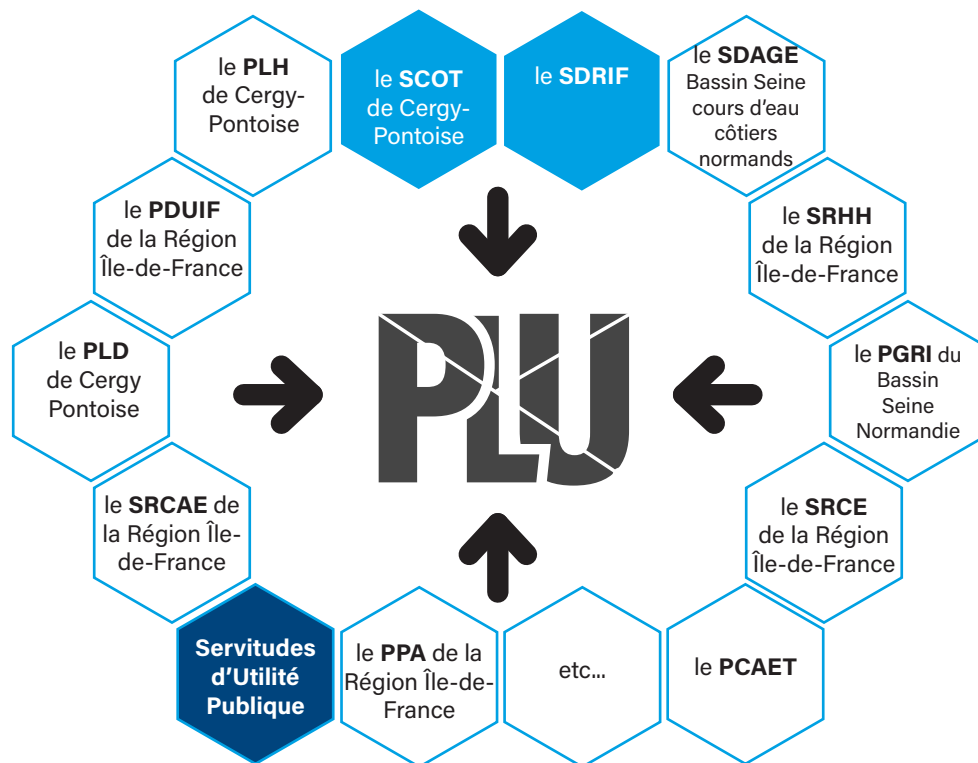 le PLH
de Cergy-
Pontoise
le SCOT
de Cergy-
Pontoise
le SDRIF
le SDAGE
Bassin Seine
cours d'eau
côtiers
normands
le PDUIF
de la Région
Île-de-France
le SRHH
de la Région
Île-de-France
le PLD
de Cergy
Pontoise
PLU
le PGRI du
Bassin
Seine
Normandie
le SRCAE de
la Région Île-
de-France
le SRCE
de la Région
Île-de-France
Servitudes
d'Utilité
Publique
le PPA de la
Région Île-de-
France
etc...
le PCAET